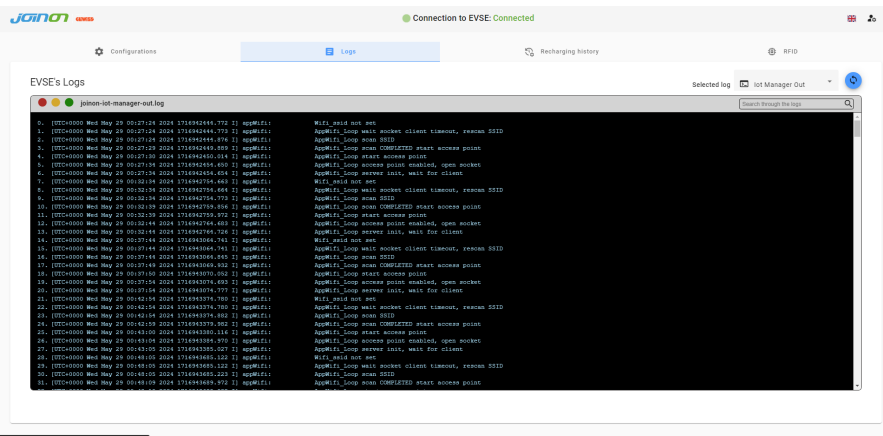 JOINON GEWISS
Connection to EVSE: Connected
Configurations
Logs
Recharging history
RFID
EVSE's Logs
Selected log
Iot Manager Out
joinon-iot-manager-out.log
Search through the logs
0. [UTC+0000 Wed May 29 00:27:24 2024 1716942444.772 I] appWifi: Wifi_ssid not set
1. [UTC+0000 Wed May 29 00:27:24 2024 1716942444.773 I] appWifi: AppWifi_Loop wait socket client timeout, rescan SSID
2. [UTC+0000 Wed May 29 00:27:24 2024 1716942444.876 I] appWifi: AppWifi_Loop scan SSID
3. [UTC+0000 Wed May 29 00:27:29 2024 1716942449.889 I] appWifi: AppWifi_Loop scan COMPLETED start access point
4. [UTC+0000 Wed May 29 00:27:30 2024 1716942450.014 I] appWifi: AppWifi_Loop start access point
5. [UTC+0000 Wed May 29 00:27:34 2024 1716942454.650 I] appWifi: AppWifi_Loop access point enabled, open socket
6. [UTC+0000 Wed May 29 00:27:34 2024 1716942454.654 I] appWifi: AppWifi_Loop server init, wait for client
7. [UTC+0000 Wed May 29 00:32:34 2024 1716942754.663 I] appWifi: Wifi_ssid not set
8. [UTC+0000 Wed May 29 00:32:34 2024 1716942754.664 I] appWifi: AppWifi_Loop wait socket client timeout, rescan SSID
9. [UTC+0000 Wed May 29 00:32:34 2024 1716942754.773 I] appWifi: AppWifi_Loop scan SSID
10. [UTC+0000 Wed May 29 00:32:39 2024 1716942759.856 I] appWifi: AppWifi_Loop scan COMPLETED start access point
11. [UTC+0000 Wed May 29 00:32:39 2024 1716942759.972 I] appWifi: AppWifi_Loop start access point
12. [UTC+0000 Wed May 29 00:32:44 2024 1716942764.683 I] appWifi: AppWifi_Loop access point enabled, open socket
13. [UTC+0000 Wed May 29 00:32:44 2024 1716942764.726 I] appWifi: AppWifi_Loop server init, wait for client
14. [UTC+0000 Wed May 29 00:37:44 2024 1716943064.741 I] appWifi: Wifi_ssid not set
15. [UTC+0000 Wed May 29 00:37:44 2024 1716943064.741 I] appWifi: AppWifi_Loop wait socket client timeout, rescan SSID
16. [UTC+0000 Wed May 29 00:37:44 2024 1716943064.845 I] appWifi: AppWifi_Loop scan SSID
17. [UTC+0000 Wed May 29 00:37:49 2024 1716943069.932 I] appWifi: AppWifi_Loop scan COMPLETED start access point
18. [UTC+0000 Wed May 29 00:37:50 2024 1716943070.052 I] appWifi: AppWifi_Loop start access point
19. [UTC+0000 Wed May 29 00:37:54 2024 1716943074.693 I] appWifi: AppWifi_Loop access point enabled, open socket
20. [UTC+0000 Wed May 29 00:37:54 2024 1716943074.777 I] appWifi: AppWifi_Loop server init, wait for client
21. [UTC+0000 Wed May 29 00:42:54 2024 1716943374.780 I] appWifi: Wifi_ssid not set
22. [UTC+0000 Wed May 29 00:42:54 2024 1716943374.780 I] appWifi: AppWifi_Loop wait socket client timeout, rescan SSID
23. [UTC+0000 Wed May 29 00:42:54 2024 1716943374.882 I] appWifi: AppWifi_Loop scan SSID
24. [UTC+0000 Wed May 29 00:42:59 2024 1716943379.982 I] appWifi: AppWifi_Loop scan COMPLETED start access point
25. [UTC+0000 Wed May 29 00:43:00 2024 1716943380.116 I] appWifi: AppWifi_Loop start access point
26. [UTC+0000 Wed May 29 00:43:04 2024 1716943384.970 I] appWifi: AppWifi_Loop access point enabled, open socket
27. [UTC+0000 Wed May 29 00:43:05 2024 1716943385.027 I] appWifi: AppWifi_Loop server init, wait for client
28. [UTC+0000 Wed May 29 00:48:05 2024 1716943685.122 I] appWifi: Wifi_ssid not set
29. [UTC+0000 Wed May 29 00:48:05 2024 1716943685.122 I] appWifi: AppWifi_Loop wait socket client timeout, rescan SSID
30. [UTC+0000 Wed May 29 00:48:05 2024 1716943685.223 I] appWifi: AppWifi_Loop scan SSID
31. [UTC+0000 Wed May 29 00:48:09 2024 1716943689.972 I] appWifi: AppWifi_Loop scan COMPLETED start access point